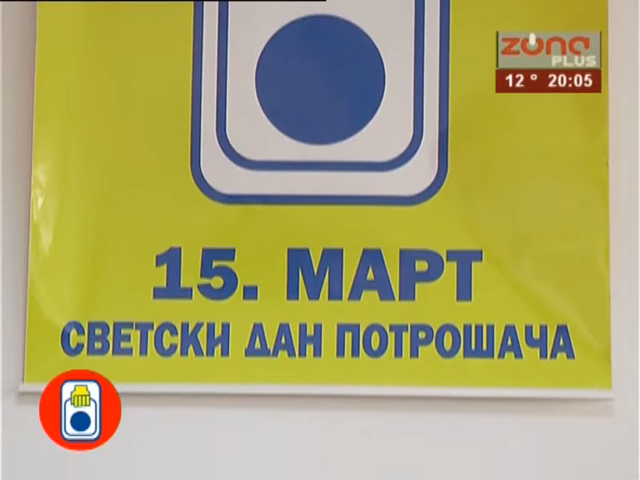 zona
PLUS
12 ° 20:05
15. МАРТ
СВЕТСКИ ДАН ПОТРОШАЧА